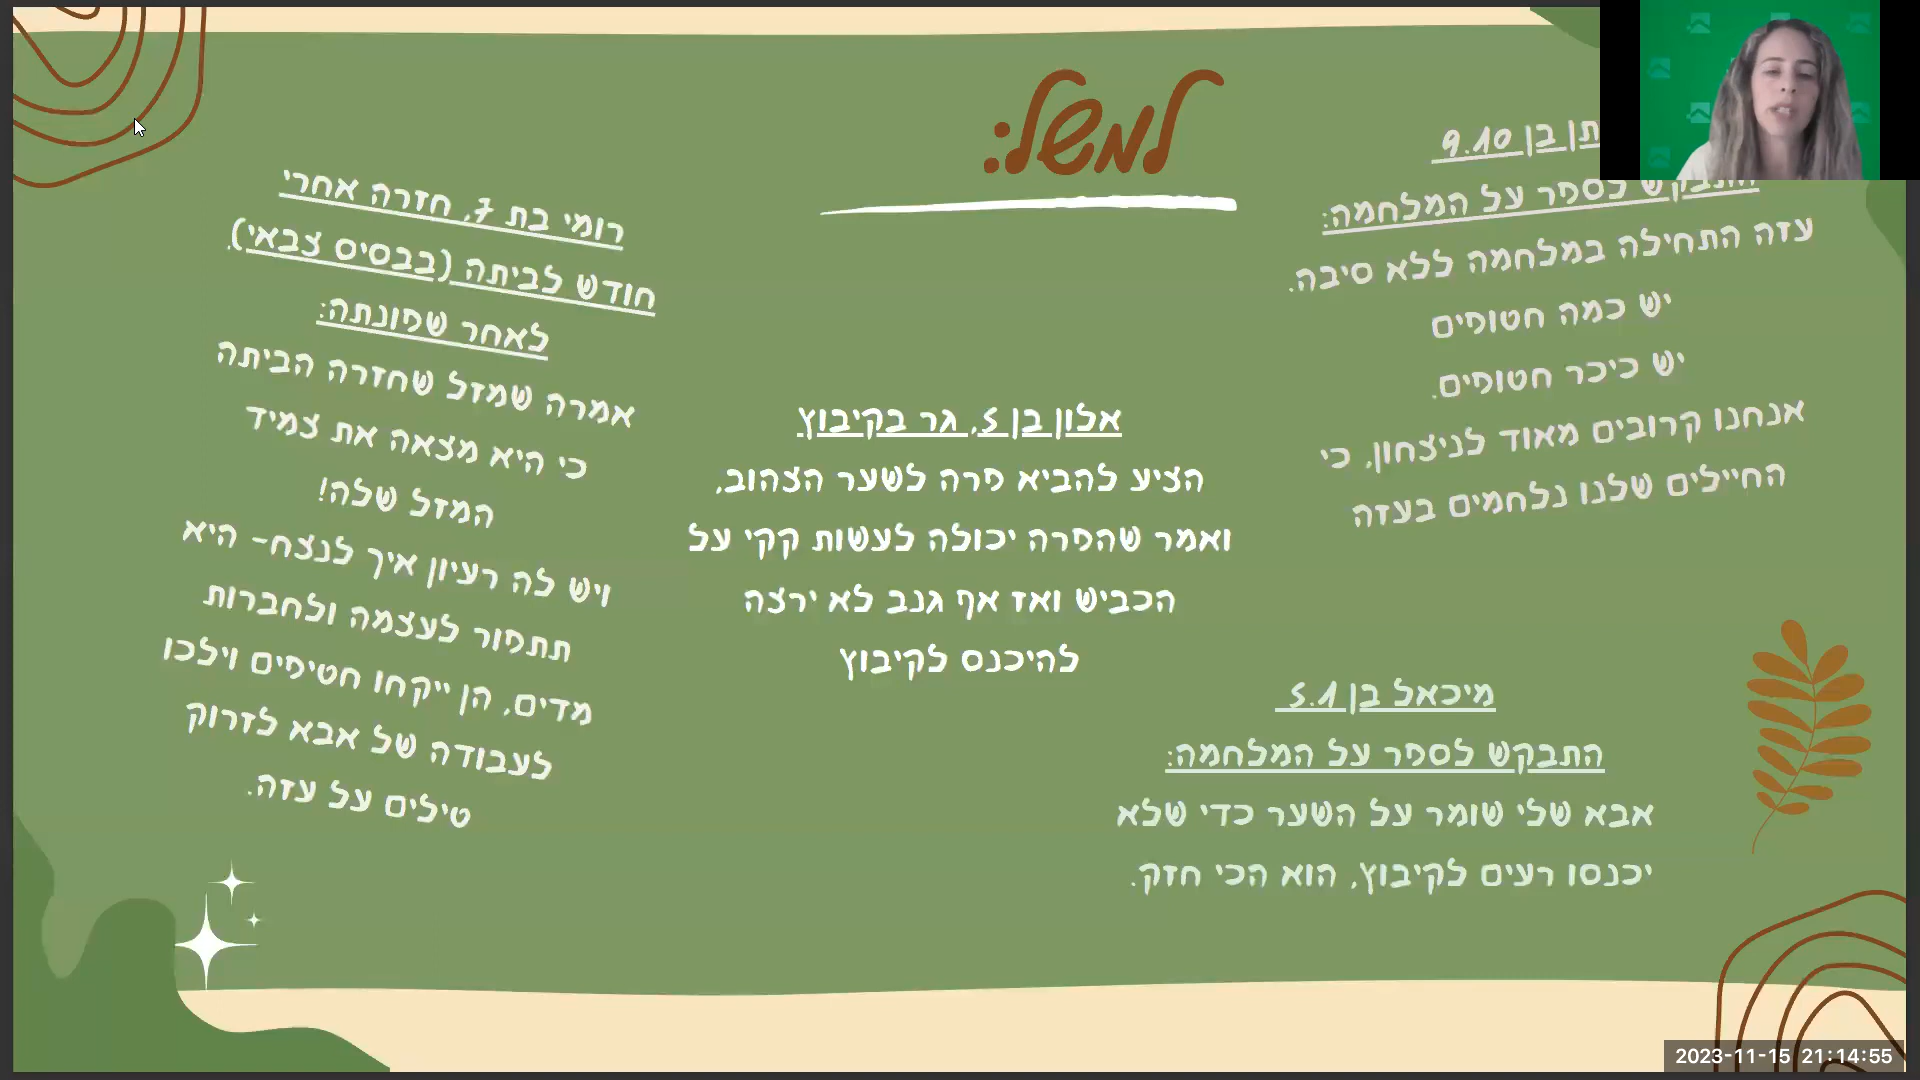 למשל:
תן בן 9.10
התבקש לספר על המלחמה:
עזה התחילה במלחמה ללא סיבה.
יש כמה חטופים
יש כיכר חטופים.
אנחנו קרובים מאוד לניצחון, כי
החיילים שלנו נלחמים בעזה
אלון בן 5, גר בקיבוץ
הציע להביא פרה לשער הצהוב,
ואמר שהפרה יכולה לעשות קקי על
הכביש ואז אף גנב לא ירצה
להיכנס לקיבוץ
מיכאל בן 5.1
התבקש לספר על המלחמה:
אבא שלי שומר על השער כדי שלא
יכנסו רעים לקיבוץ, הוא הכי חזק.
רומי בת 7, חזרה אחרי
חודש לביתה (בבסיס צבאי),
לאחר שפונתה:
אמרה שמזל שחזרה הביתה
כי היא מצאה את צמיד
המזל שלה!
ויש לה רעיון איך לנצח- היא
תתפור לעצמה ולחברות
מדים, הן ייקחו חטיפים וילכו
לעבודה של אבא לזרוק
טילים על עזה.
2023-11-15 21:14:55